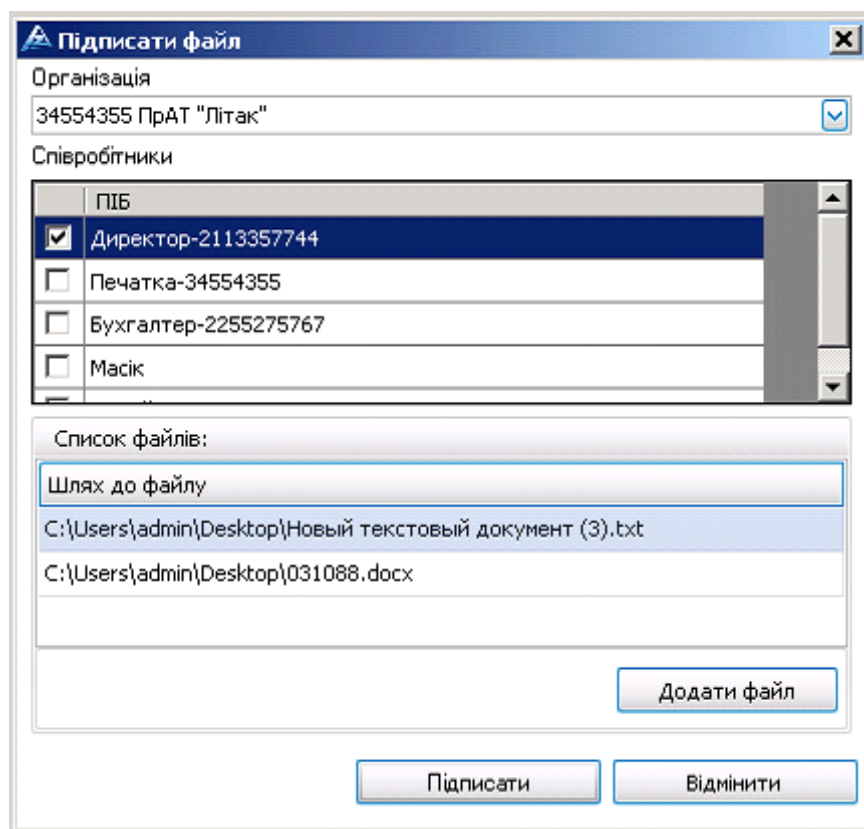 Підписати файл
Організація
34554355 ПрАТ "Літак"
Співробітники
ПІБ
Директор-2113357744
Печатка-34554355
Бухгалтер-2255275767
Масік
Список файлів:
Шлях до файлу
C:\Users\admin\Desktop\Новый текстовый документ (3).txt
C:\Users\admin\Desktop\031088.docx
Додати файл
Підписати
Відмінити